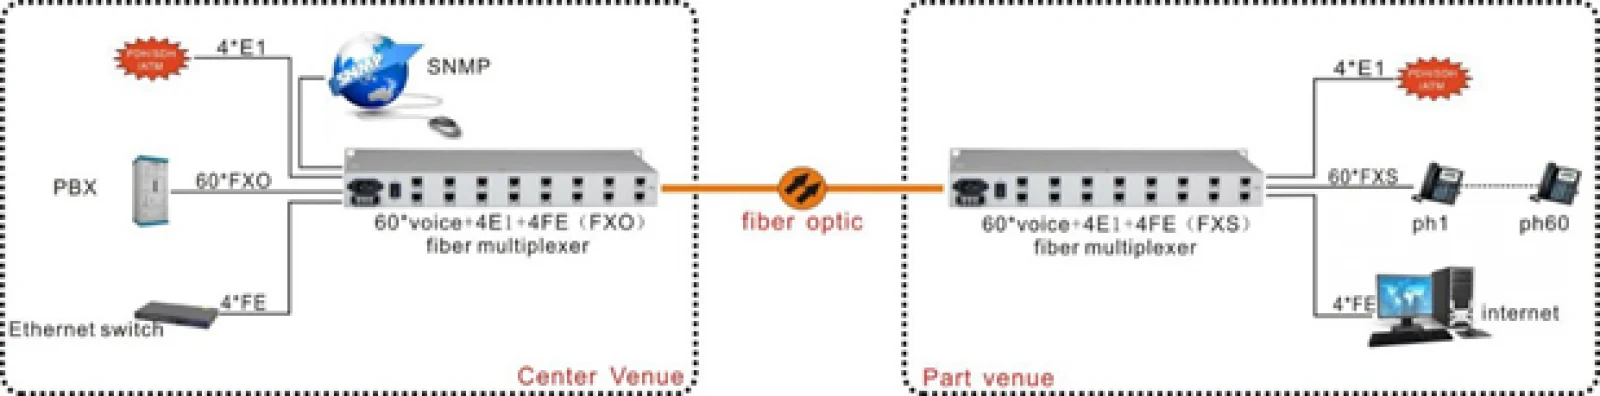 PDH/SDH
/ATM
4*E1
SNMP
SNMP
PBX
60*FXO
60*voice+4E1+4FE（FXO）
fiber multiplexer
4*FE
Ethernet switch
Center Venue
fiber optic
4*E1
PDH/SDH
/ATM
60*FXS
ph1
ph60
60*voice+4E1+4FE（FXS）
fiber multiplexer
4*FE
internet
Part venue